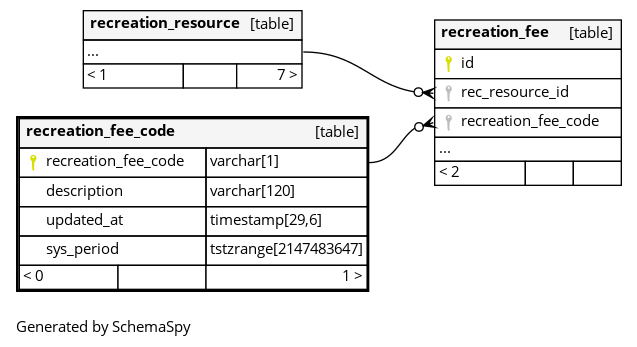 recreation_resource [table]
...
< 1 7 >
recreation_fee [table]
id
rec_resource_id
recreation_fee_code
...
< 2
recreation_fee_code [table]
recreation_fee_code varchar[1]
description varchar[120]
updated_at timestamp[29,6]
sys_period tstzrange[2147483647]
< 0 1 >
Generated by SchemaSpy